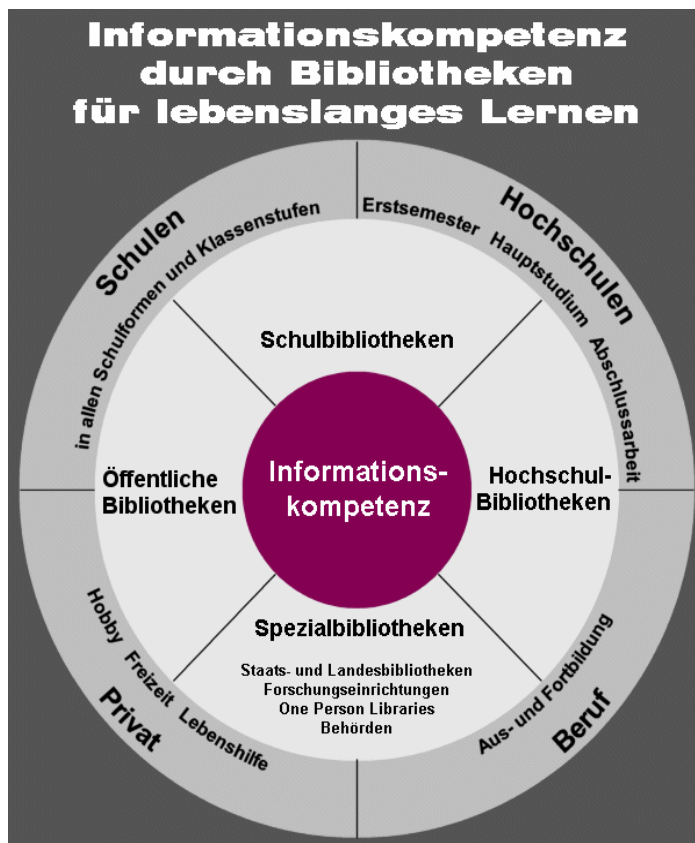 Informationskompetenz
durch Bibliotheken
für lebenslanges Lernen
Schulen
in allen Schulformen und Klassenstufen
Hochschulen
Erstsemester Hauptstudium Abschlussarbeit
Schulbibliotheken
Öffentliche
Bibliotheken
Informations-
kompetenz
Hochschul-
Bibliotheken
Spezialbibliotheken
Staats- und Landesbibliotheken
Forschungseinrichtungen
One Person Libraries
Behörden
Hobby Freizeit Lebenshilfe
Privat
Aus- und Fortbildung
Beruf